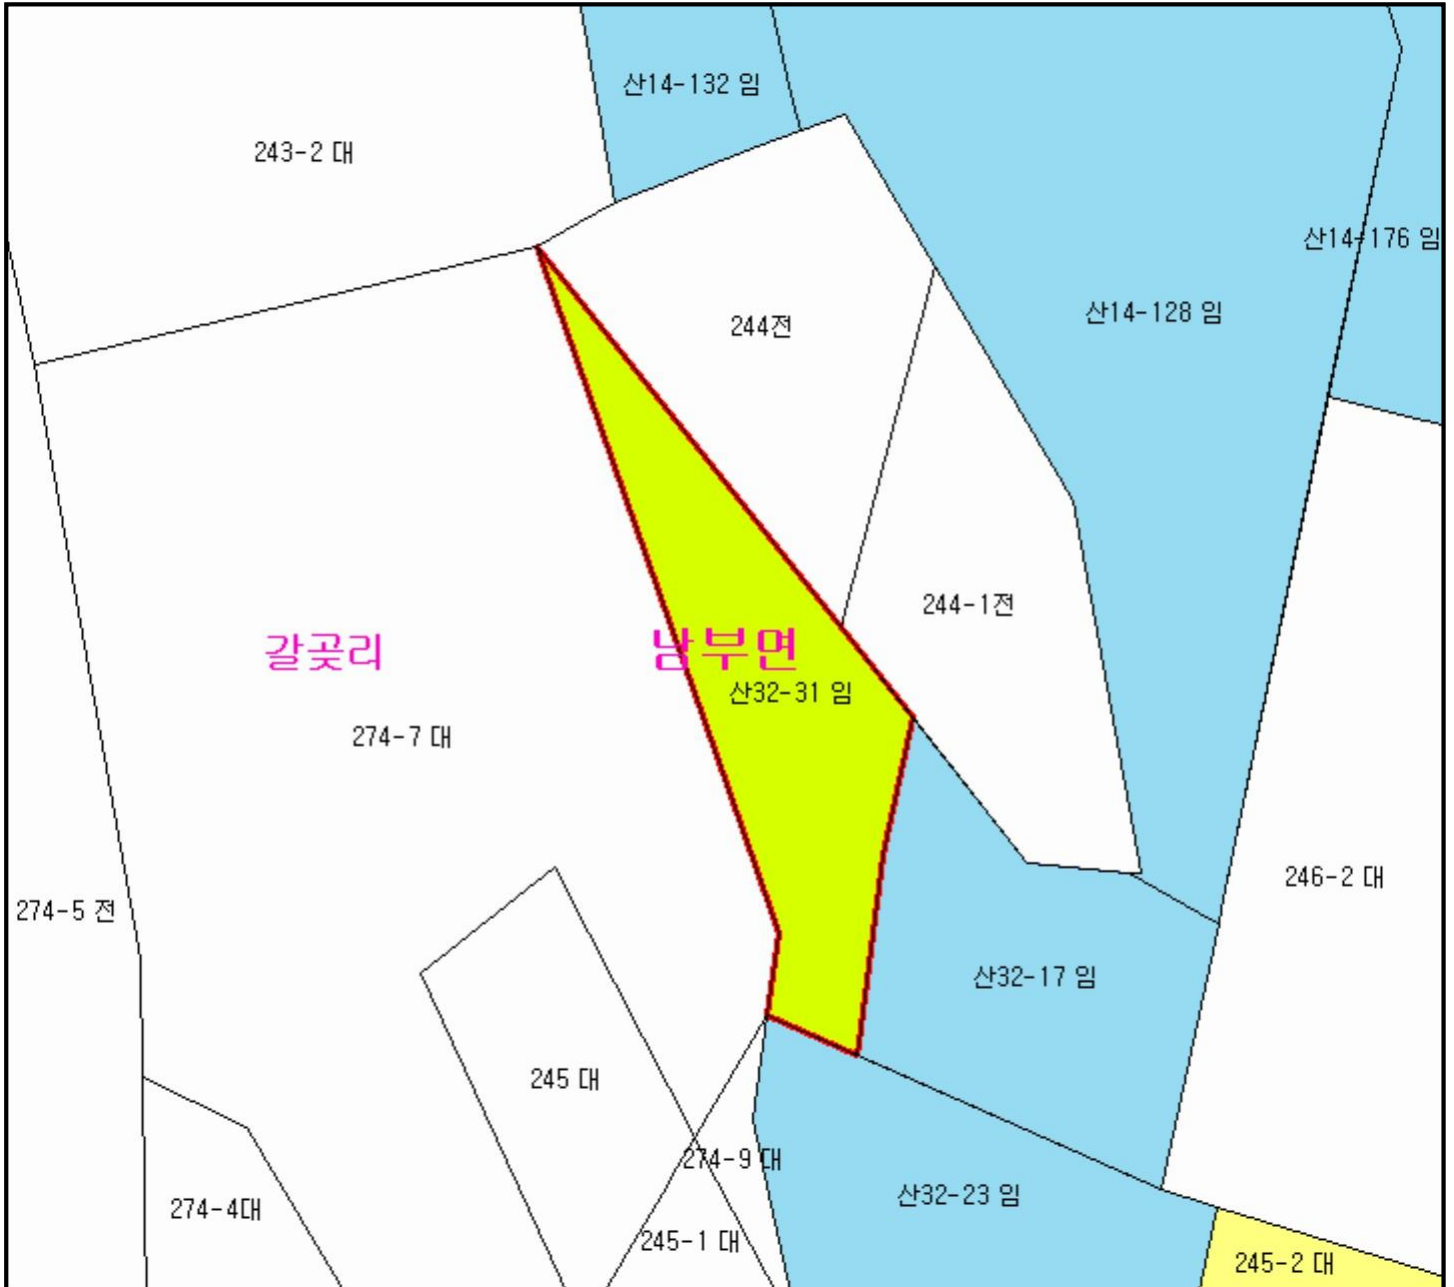 산14-132 임
243-2 대
산14-176 임
산14-128 임
244전
244-1전
갈곶리
남부면
산32-31 임
274-7 대
246-2 대
274-5 전
산32-17 임
245 대
274-9 대
산32-23 임
274-4대
245-1 대
245-2 대